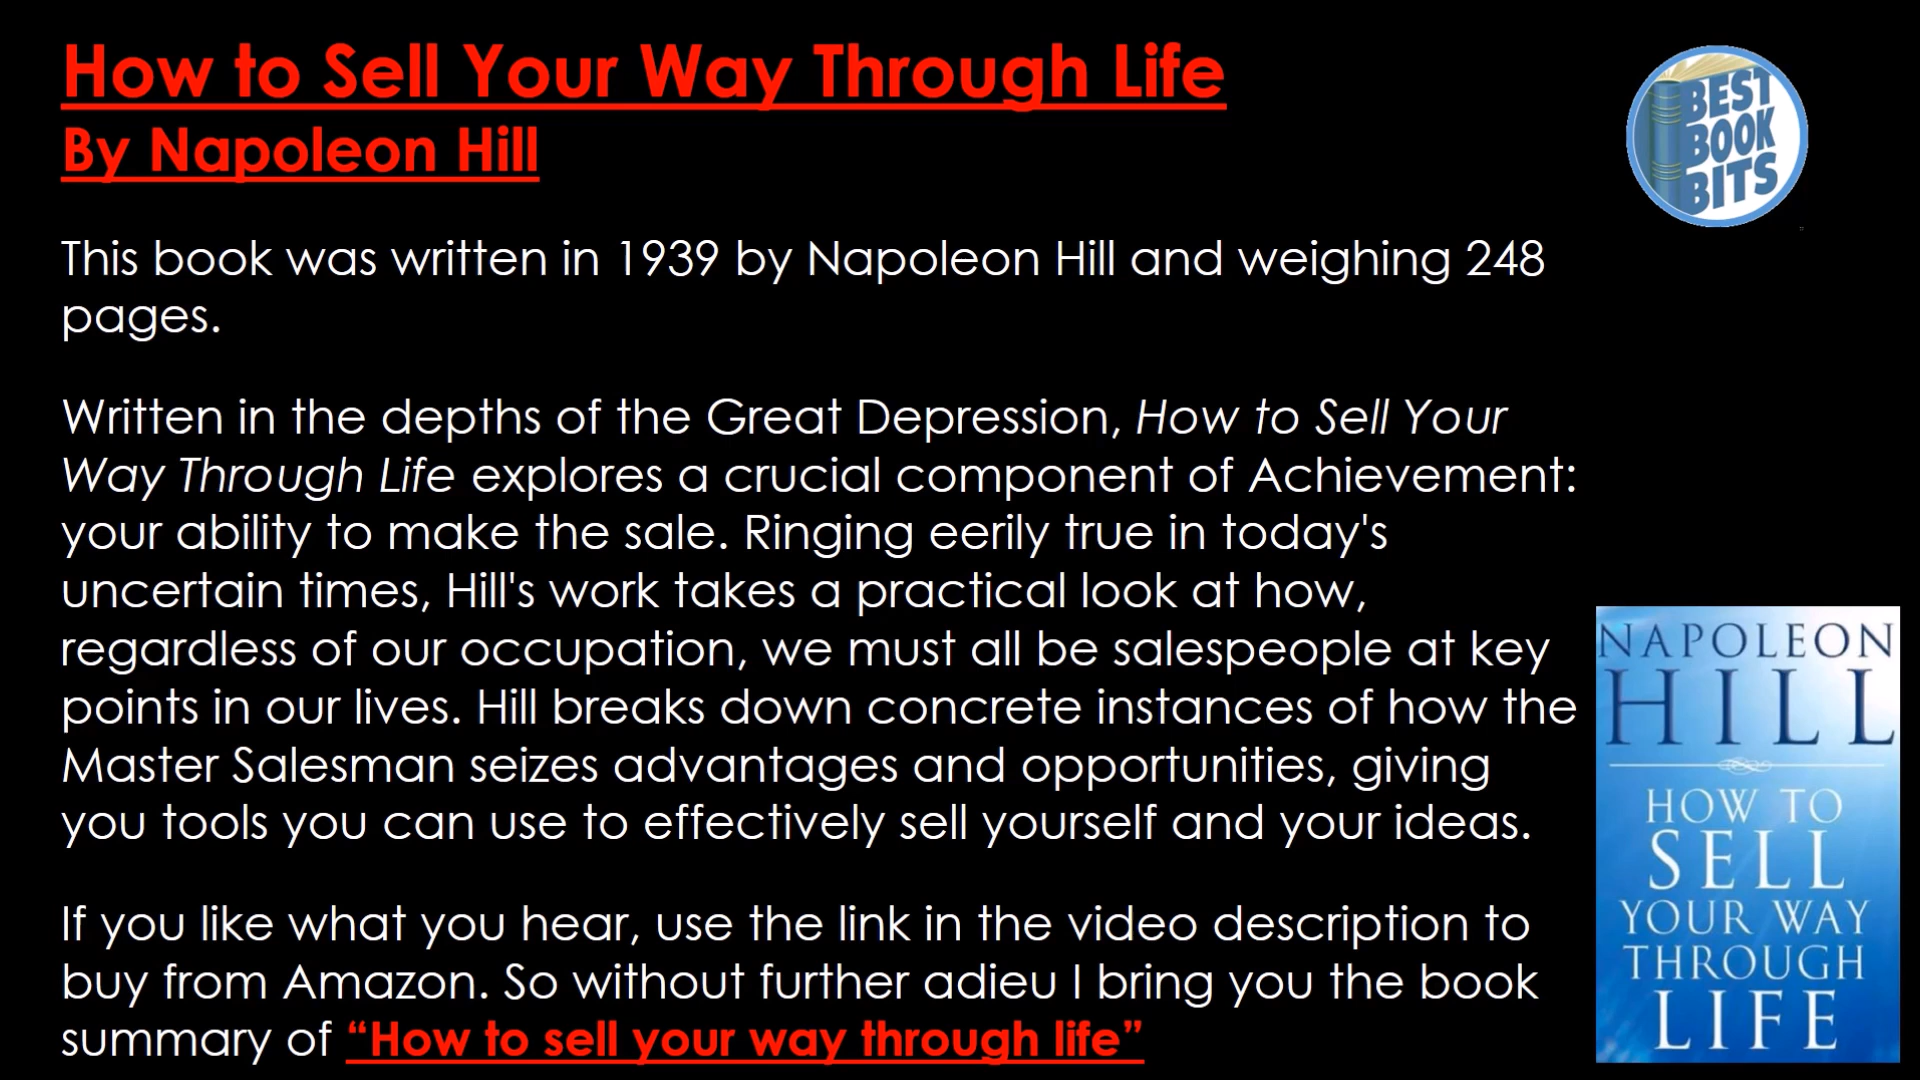 How to Sell Your Way Through Life
By Napoleon Hill
BEST
BOOK
BITS
This book was written in 1939 by Napoleon Hill and weighing 248
pages.
Written in the depths of the Great Depression, How to Sell Your
Way Through Life explores a crucial component of Achievement:
your ability to make the sale. Ringing eerily true in today's
uncertain times, Hill's work takes a practical look at how,
regardless of our occupation, we must all be salespeople at key
points in our lives. Hill breaks down concrete instances of how the
Master Salesman seizes advantages and opportunities, giving
you tools you can use to effectively sell yourself and your ideas.
If you like what you hear, use the link in the video description to
buy from Amazon. So without further adieu I bring you the book
summary of “How to sell your way through life”
NAPOLEON
HILL
HOW TO
SELL
YOUR WAY
THROUGH
LIFE